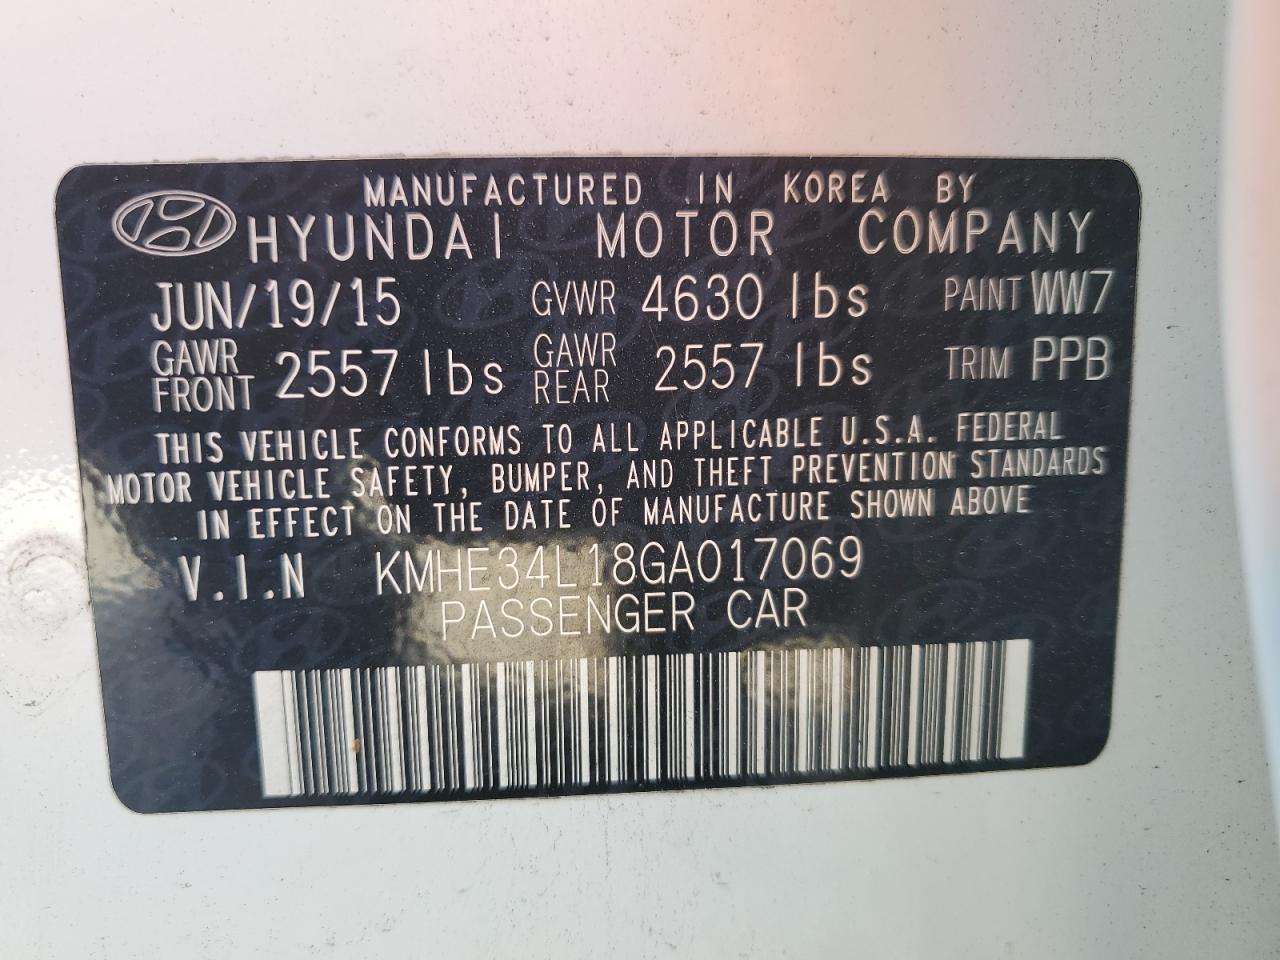 MANUFACTURED IN KOREA BY
HYUNDAI MOTOR COMPANY
JUN/19/15 GVWR 4630 lbs PAINT WW7
GAWR FRONT 2557 lbs GAWR REAR 2557 lbs TRIM PPB
THIS VEHICLE CONFORMS TO ALL APPLICABLE U.S.A. FEDERAL
MOTOR VEHICLE SAFETY, BUMPER, AND THEFT PREVENTION STANDARDS
IN EFFECT ON THE DATE OF MANUFACTURE SHOWN ABOVE
V.I.N KMHE34L18GA017069
PASSENGER CAR